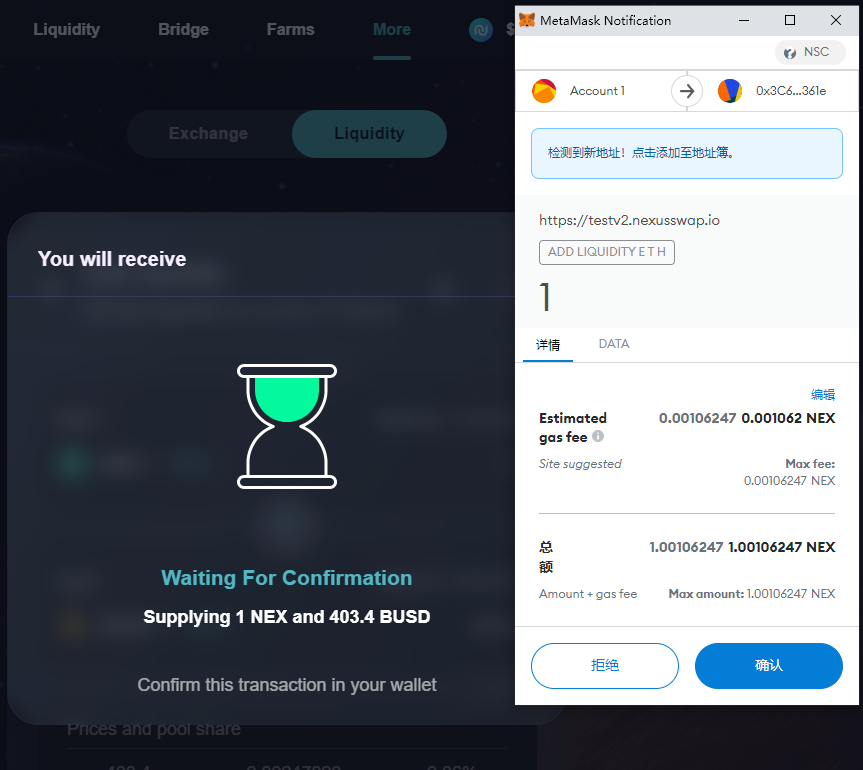 Liquidity
Bridge
Farms
More
$
Exchange
Liquidity
You will receive
Waiting For Confirmation
Supplying 1 NEX and 403.4 BUSD
Confirm this transaction in your wallet
Prices and pool share
MetaMask Notification
NSC
Account 1
0x3C6...361e
检测到新地址！点击添加至地址簿。
https://testv2.nexusswap.io
ADD LIQUIDITY E T H
1
详情
DATA
编辑
Estimated
gas fee
0.00106247 0.001062 NEX
Site suggested
Max fee:
0.00106247 NEX
总
额
1.00106247 1.00106247 NEX
Amount + gas fee
Max amount: 1.00106247 NEX
拒绝
确认